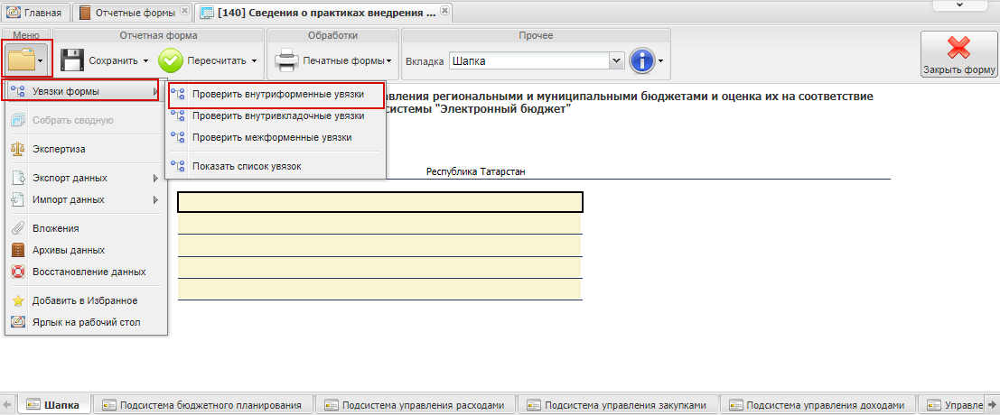 Главная
Отчетные формы
[140] Сведения о практиках внедрения ...
Меню
Отчетная форма
Обработки
Прочее
Сохранить
Пересчитать
Печатные формы
Вкладка
Шапка
Закрыть форму
Увязки формы
Проверить внутриформенные увязки
Проверить внутривкладочные увязки
Проверить межформенные увязки
Показать список увязок
вления региональными и муниципальными бюджетами и оценка их на соответствие
системы "Электронный бюджет"
Собрать сводную
Экспертиза
Республика Татарстан
Экспорт данных
Импорт данных
Вложения
Архивы данных
Восстановление данных
Добавить в Избранное
Ярлык на рабочий стол
Шапка
Подсистема бюджетного планирования
Подсистема управления расходами
Подсистема управления закупками
Подсистема управления доходами
Управле